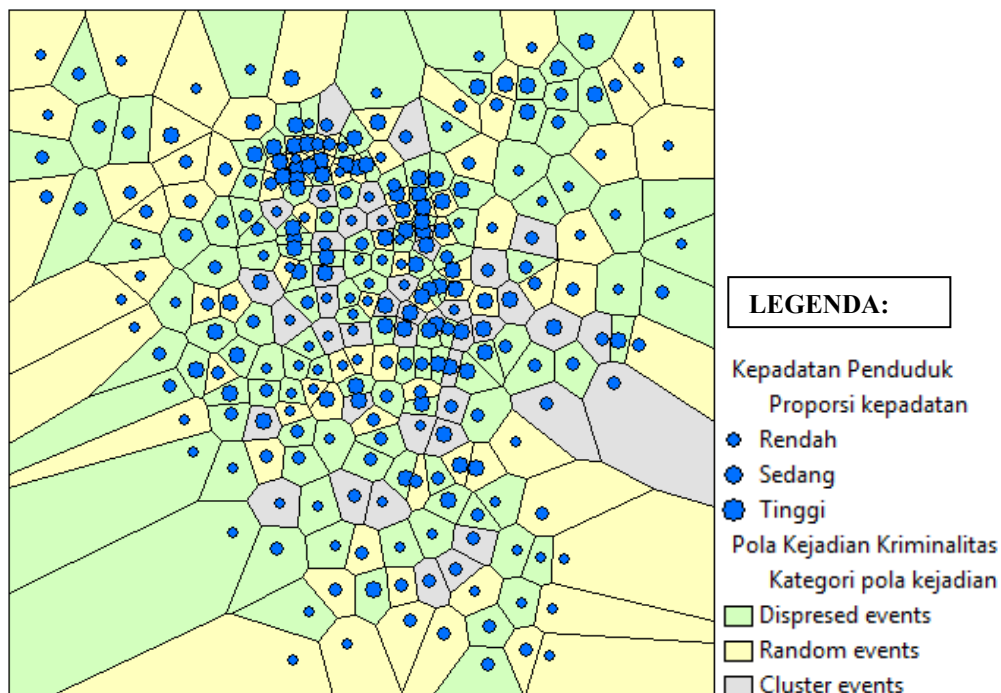 LEGENDA:
Kepadatan Penduduk
Proporsi kepadatan
Rendah
Sedang
Tinggi
Pola Kejadian Kriminalitas
Kategori pola kejadian
Dispresed events
Random events
Cluster events